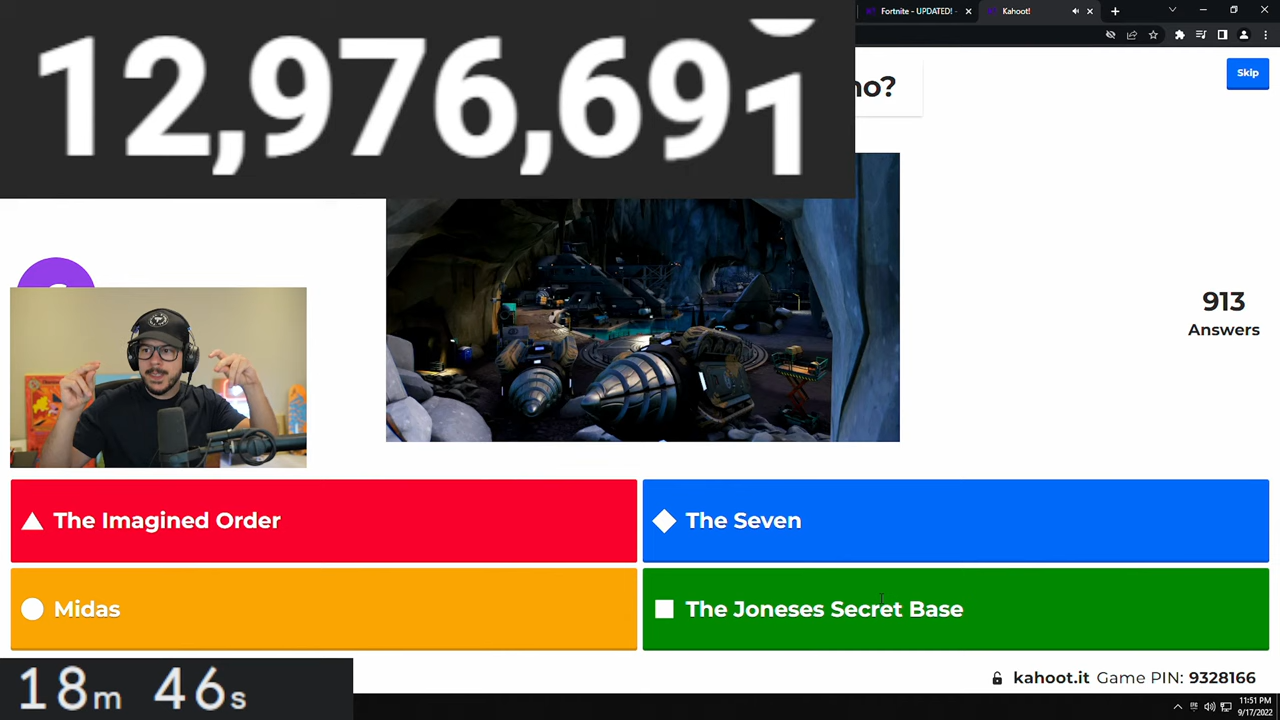 Fortnite - UPDATED! -
Kahoot!
12,976,691
no?
Skip
913
Answers
The Imagined Order
The Seven
Midas
The Joneses Secret Base
18m 46s
kahoot.it Game PIN: 9328166
11:51 PM
9/17/2022